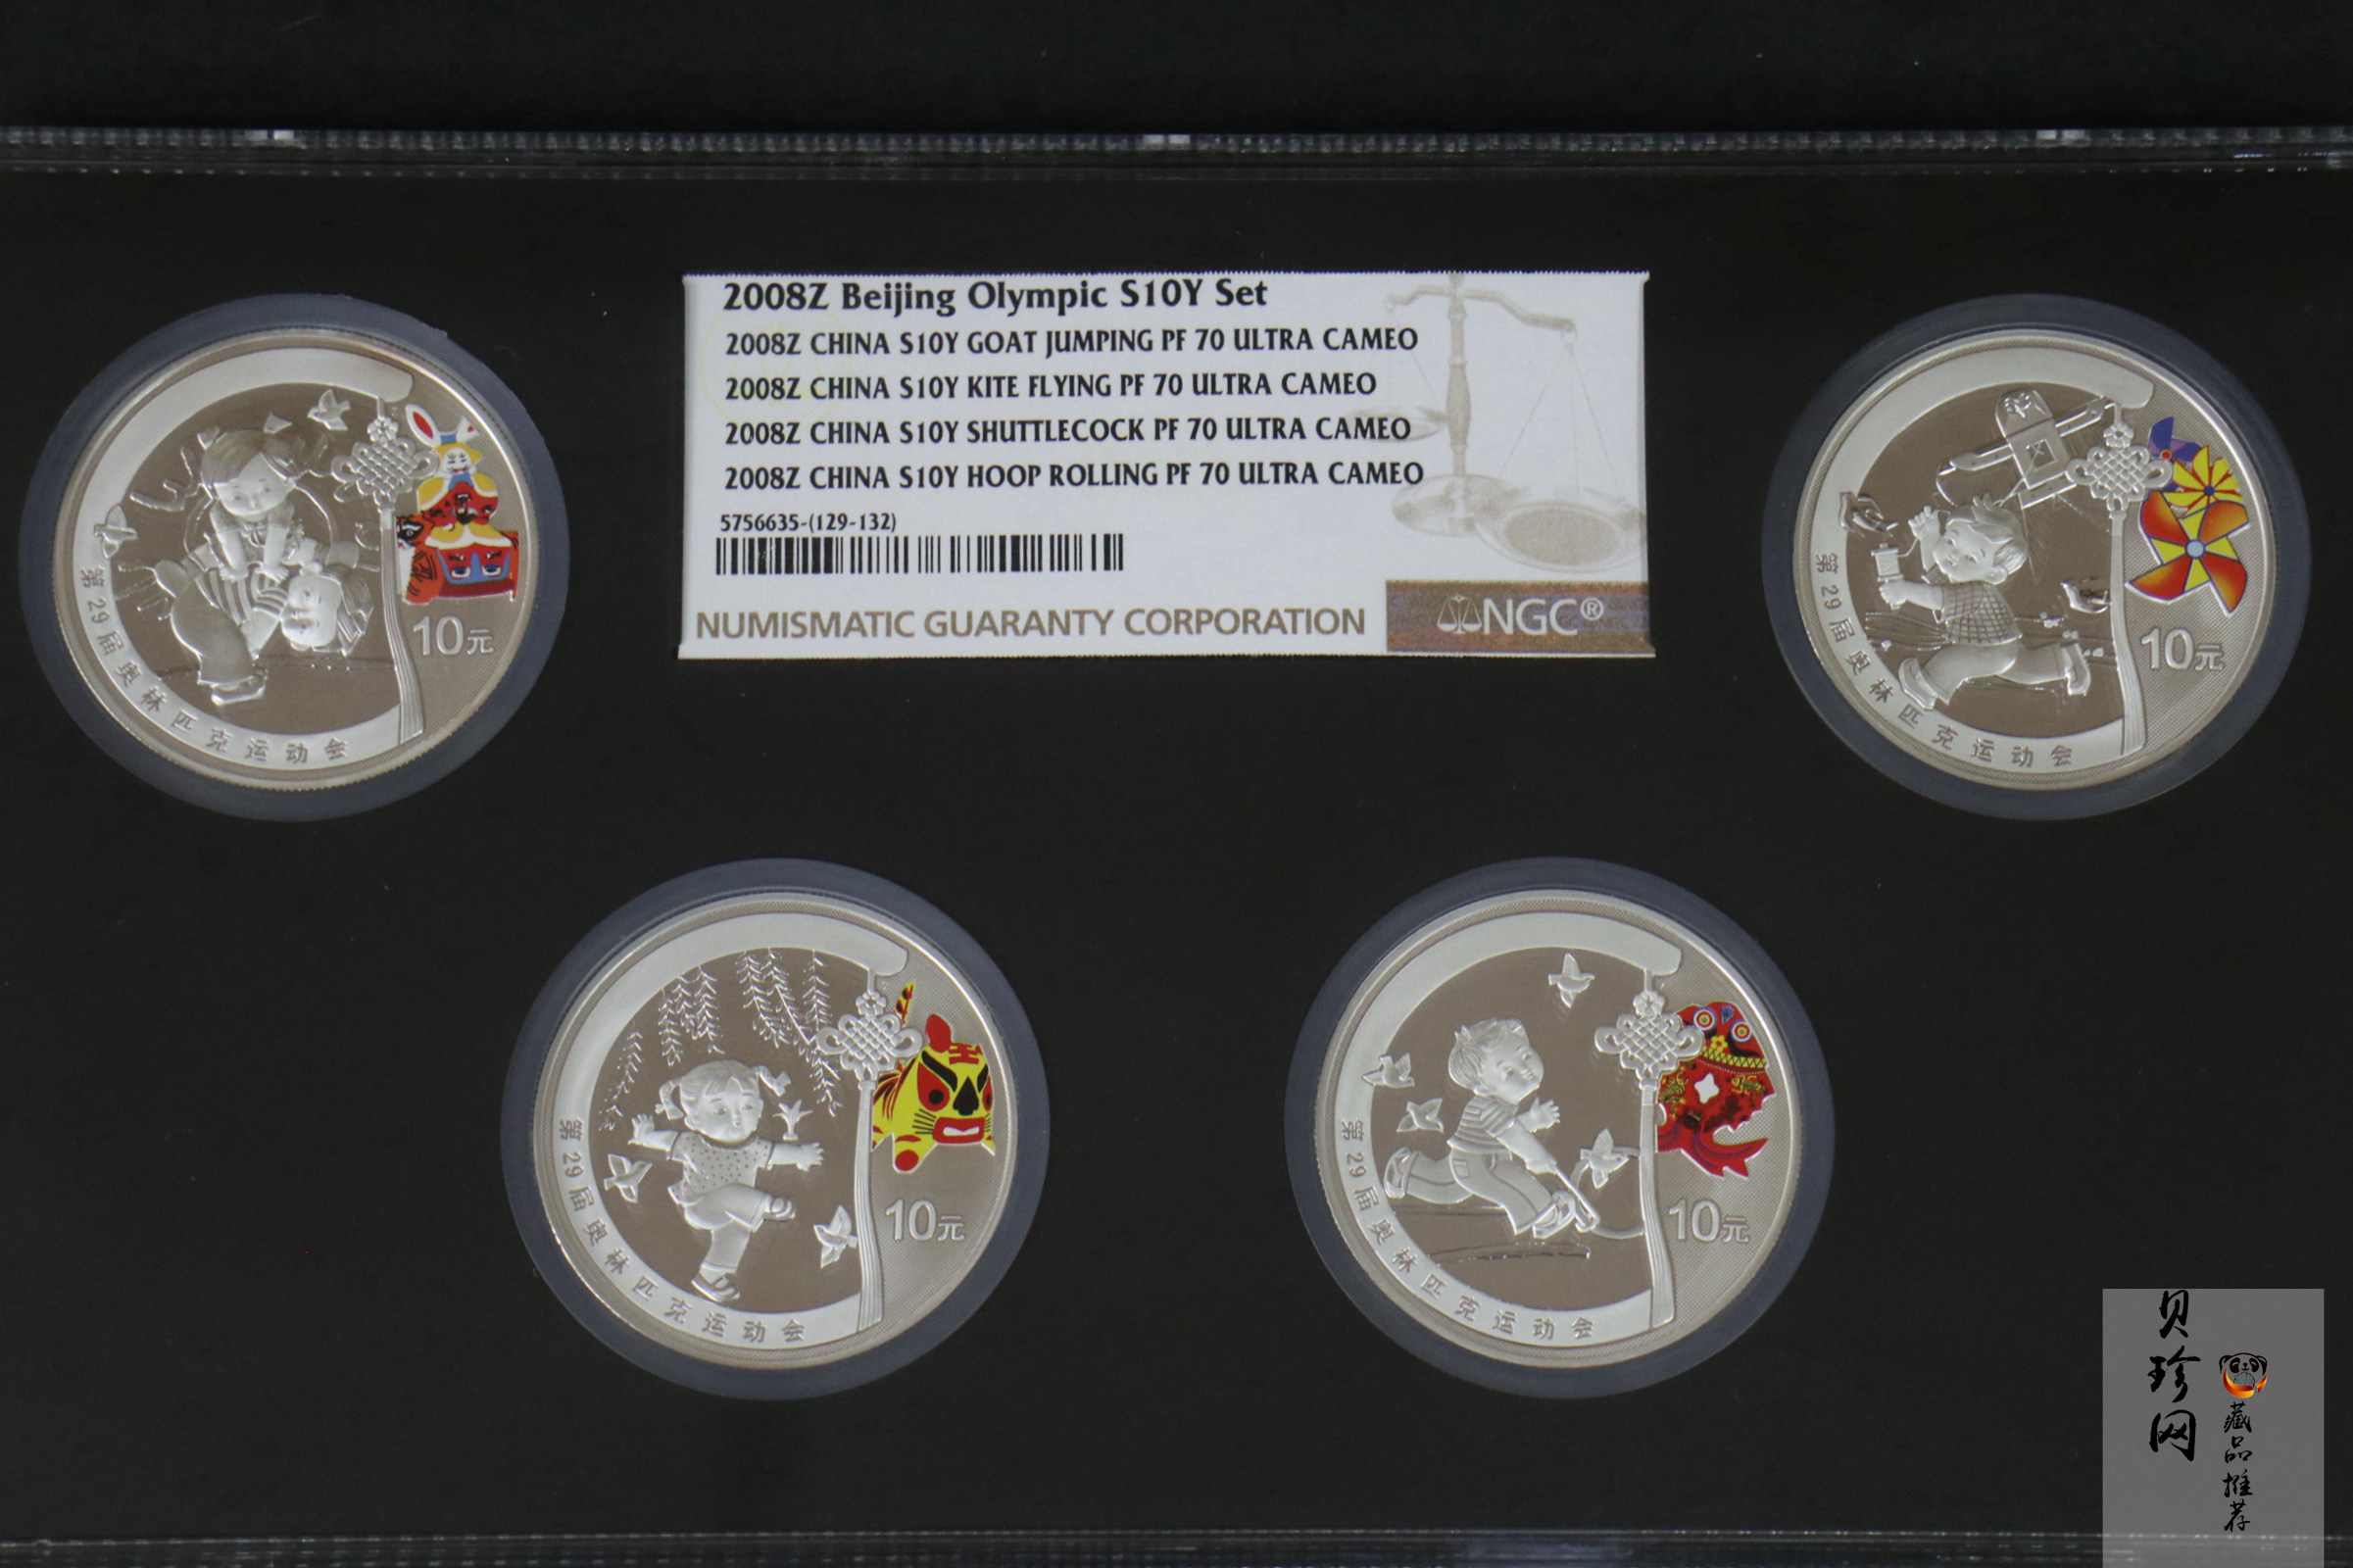 2008Z Beijing Olympic S10Y Set
2008Z CHINA S10Y GOAT JUMPING PF 70 ULTRA CAMEO
2008Z CHINA S10Y KITE FLYING PF 70 ULTRA CAMEO
2008Z CHINA S10Y SHUTTLECOCK PF 70 ULTRA CAMEO
2008Z CHINA S10Y HOOP ROLLING PF 70 ULTRA CAMEO
5756635-(129-132)
NUMISMATIC GUARANTY CORPORATION
NGC®
第29届奥林匹克运动会
10元
第29届奥林匹克运动会
10元
第29届奥林匹克运动会
10元
第29届奥林匹克运动会
10元
贝珍网
藏品推荐